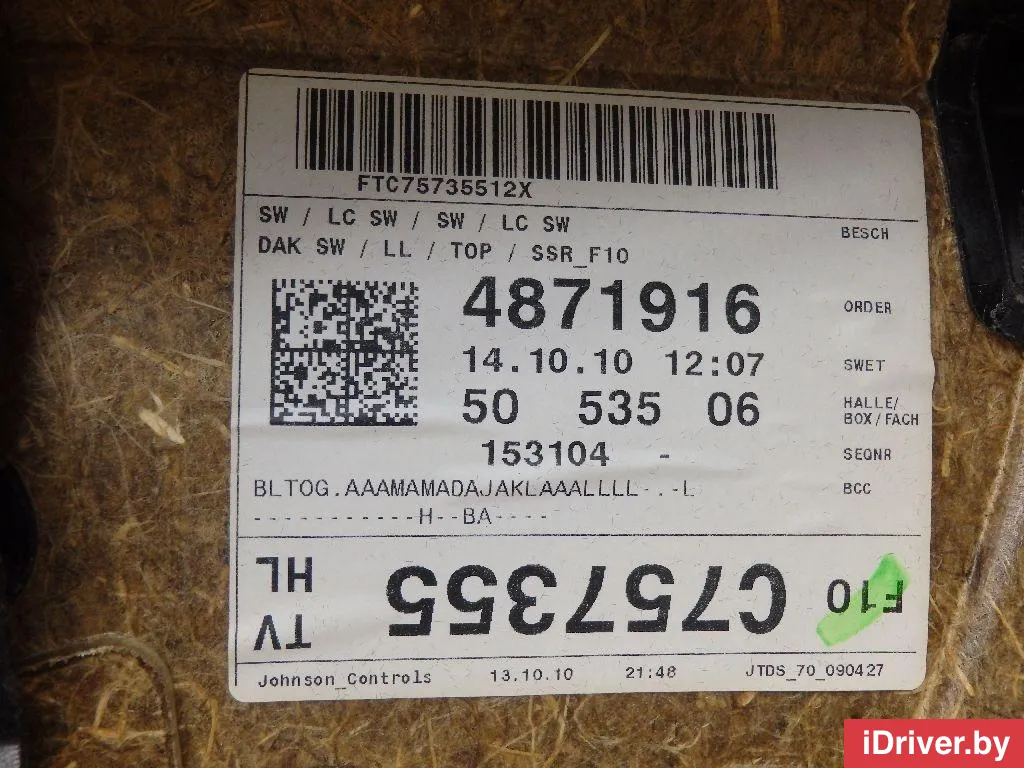 FTC75735512X
SW / LC SW / SW / LC SW
DAK SW / LL / TOP / SSR_F10
BESCH
4871916
ORDER
14.10.10 12:07
SWET
50 535 06
HALLE/
BOX/FACH
153104 -
SEQNR
BLTOG.AAAMAMADAJAKLAAALLLL--.--L
BCC
------------H--BA----
TV
HL
C757355
F10
Johnson_Controls 13.10.10 21:48 JTDS_70_090427
iDriver.by